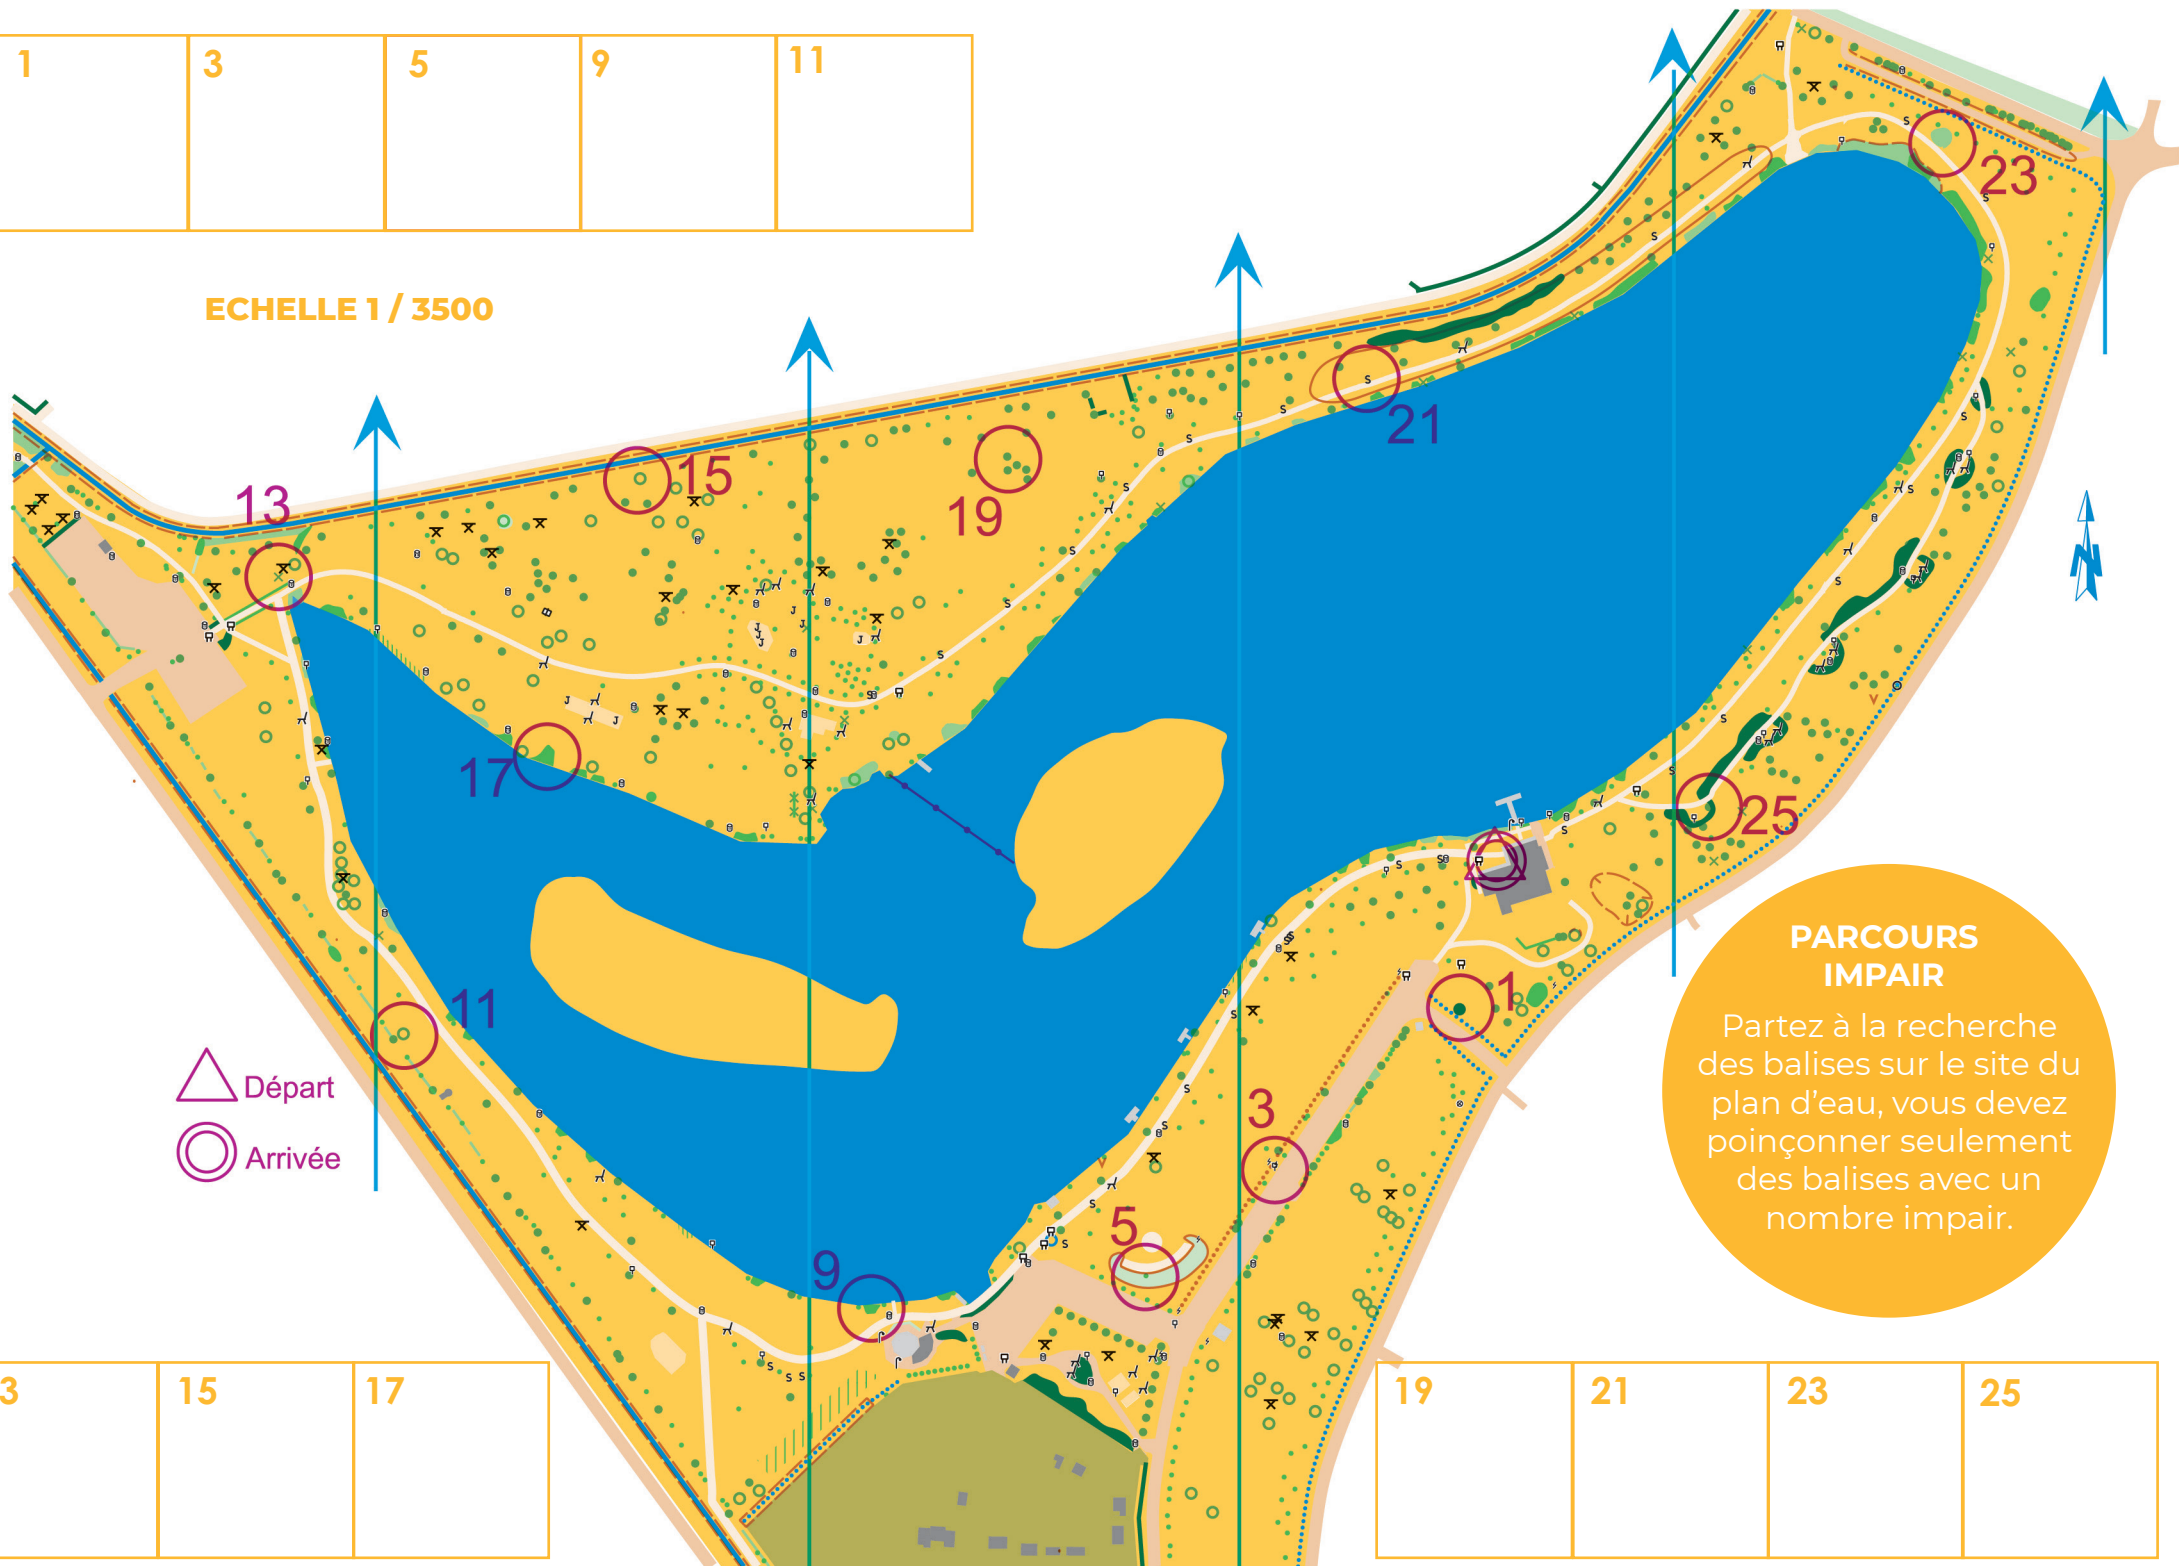 1 3 5 9 11
ECHELLE 1 / 3500
23
21
15
13
19
17
25
11
1
3
5
9
Départ
Arrivée
N
PARCOURS
IMPAIR
Partez à la recherche
des balises sur le site du
plan d'eau, vous devez
poinçonner seulement
des balises avec un
nombre impair.
3 15 17
19 21 23 25